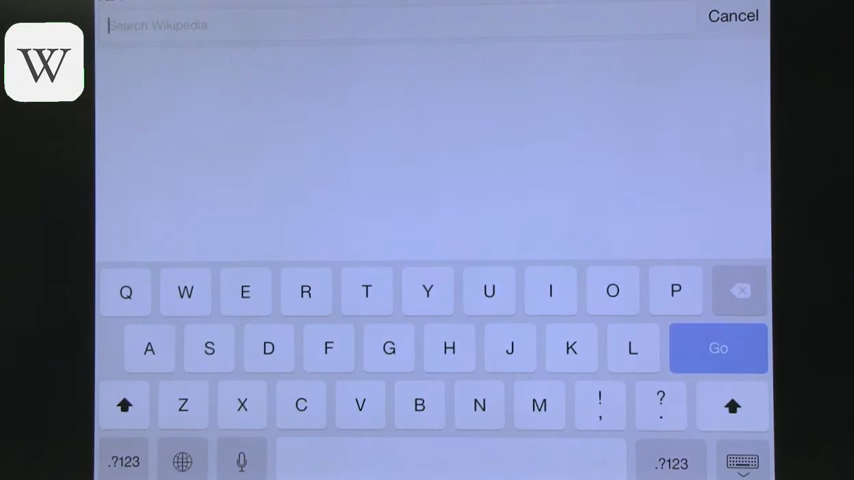 Search Wikipedia
Cancel
W
Q W E R T Y U I O P
A S D F G H J K L Go
Z X C V B N M ! , ? .
.?123 .?123